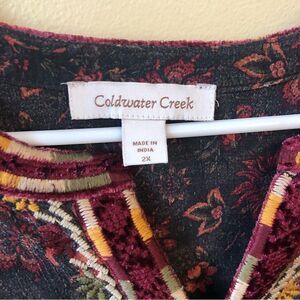 Coldwater Creek
MADE IN
INDIA
2X